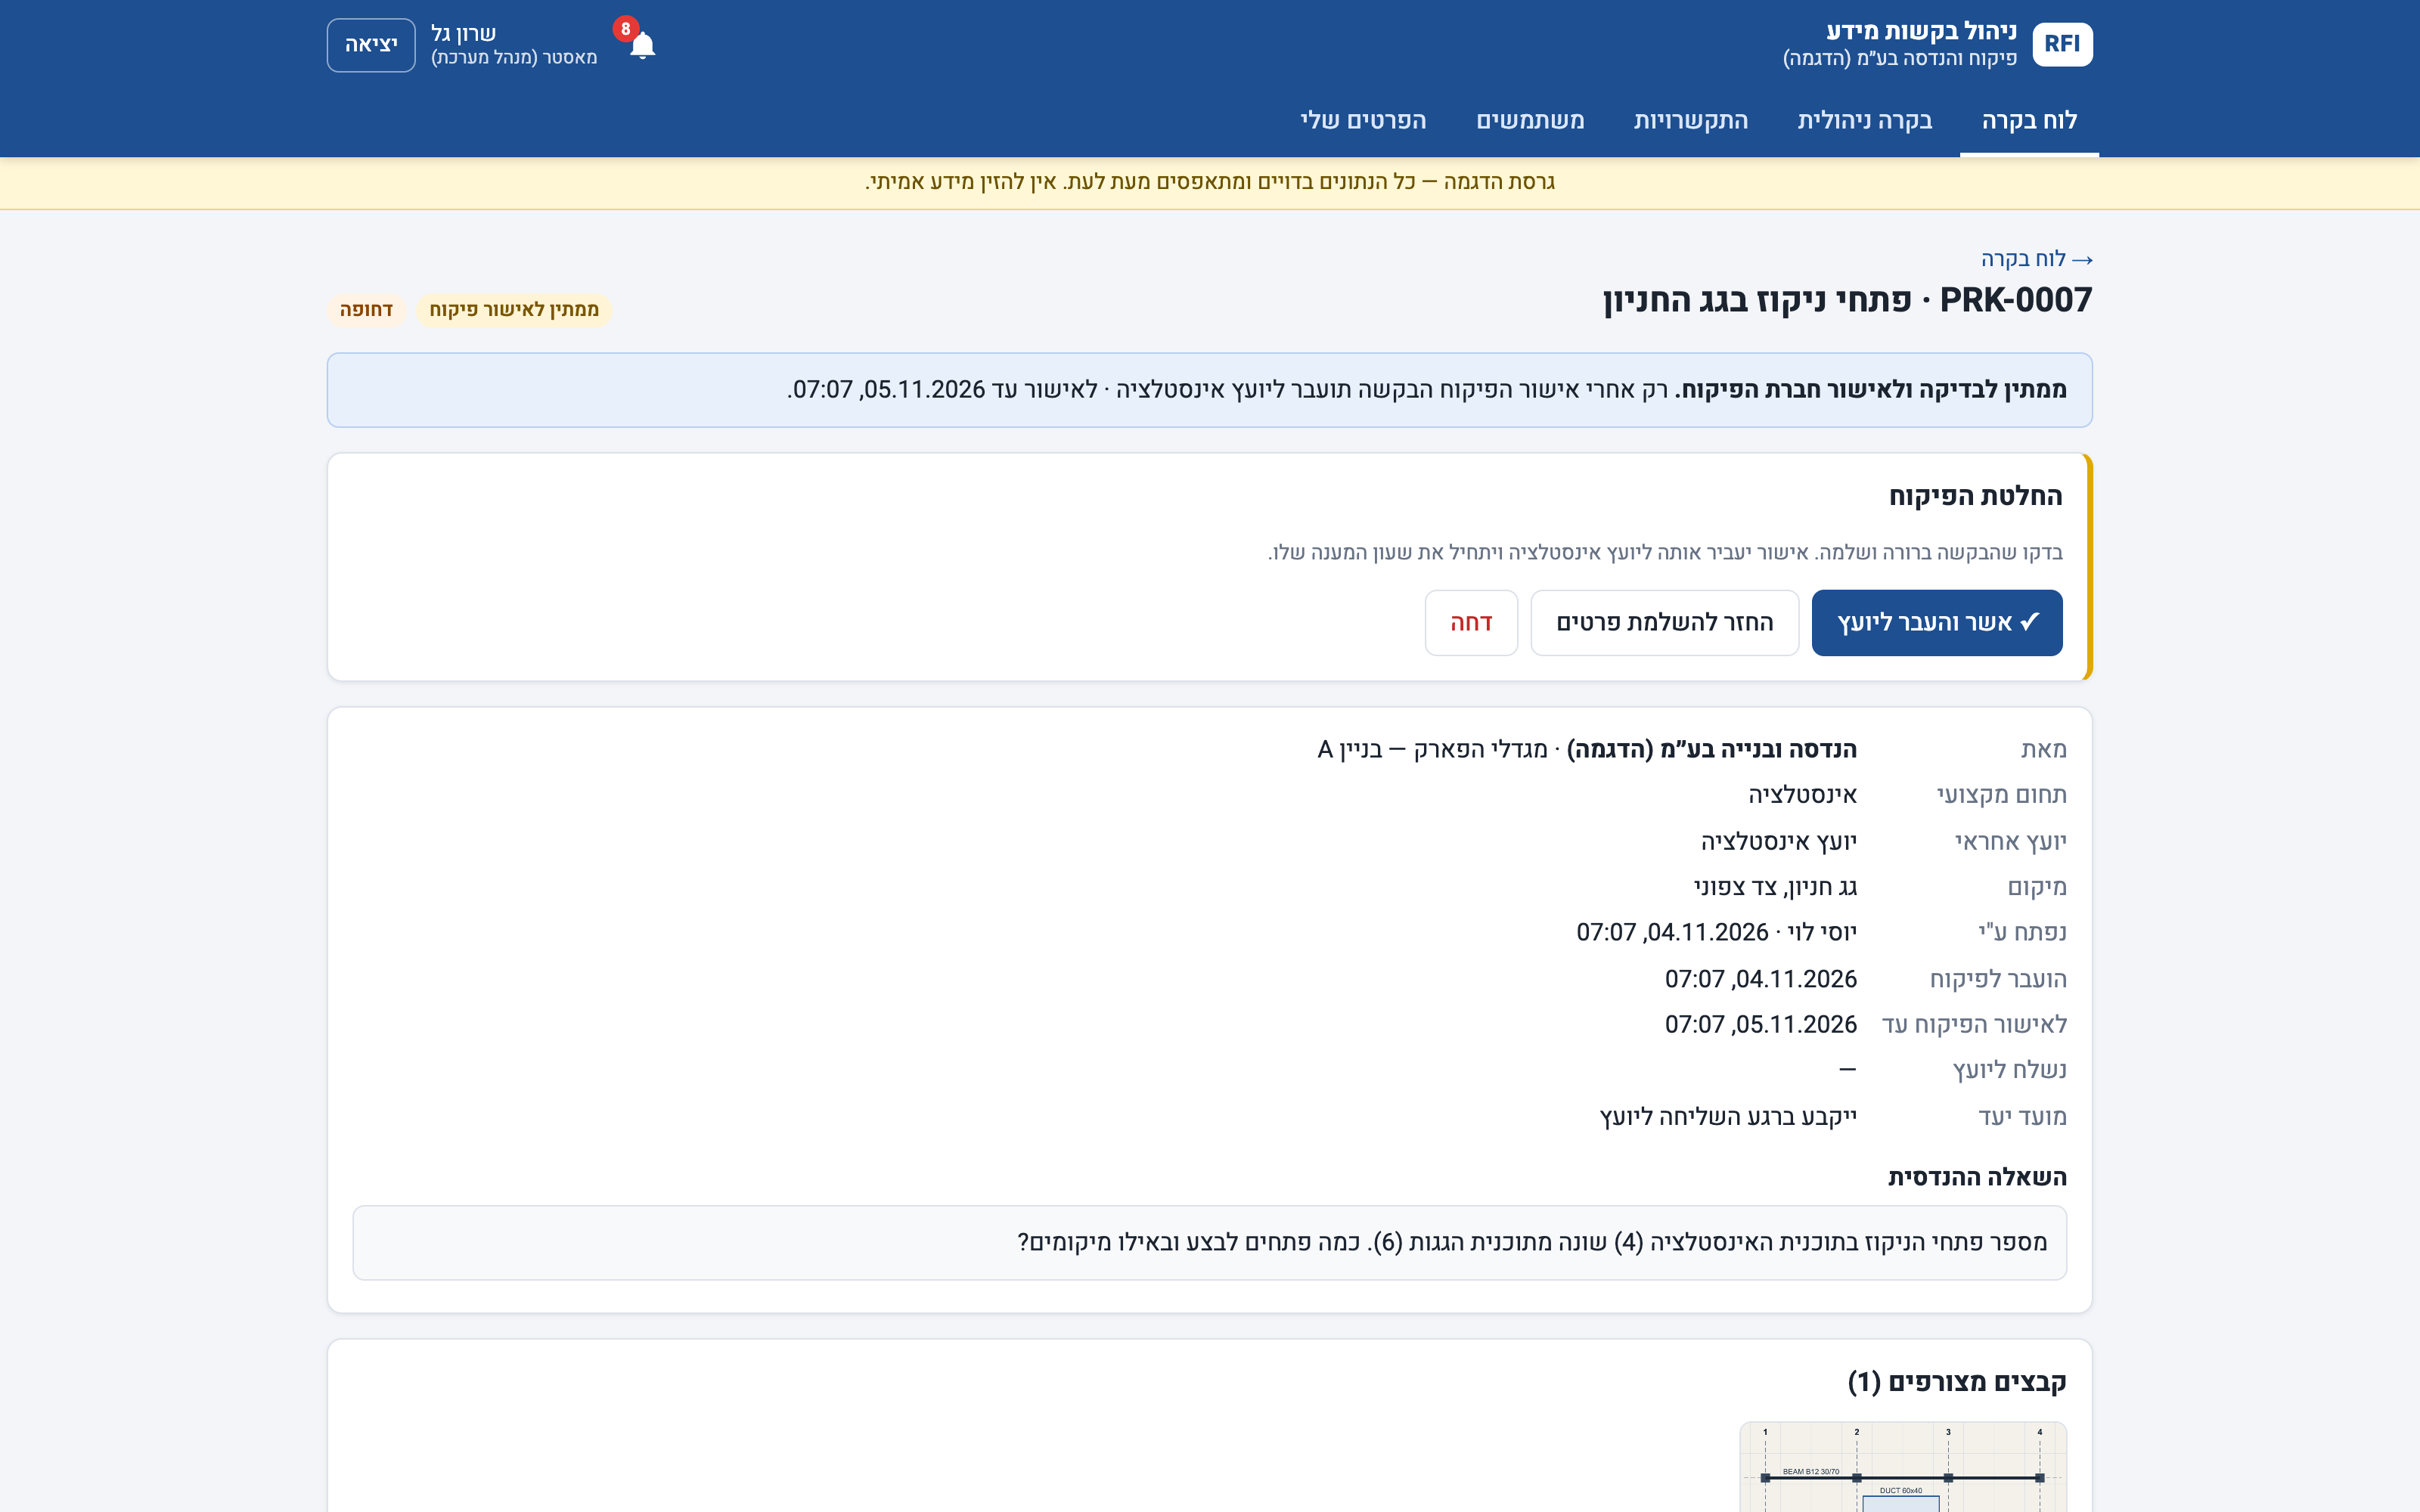 RFI
ניהול בקשות מידע
פיקוח והנדסה בע"מ (הדגמה)
8
שרון גל
מאסטר (מנהל מערכת)
יציאה
לוח בקרה
בקרה ניהולית
התקשרויות
משתמשים
הפרטים שלי
גרסת הדגמה — כל הנתונים בדויים ומתאפסים מעת לעת. אין להזין מידע אמיתי.
→ לוח בקרה
PRK-0007 · פתחי ניקוז בגג החניון
ממתין לאישור פיקוח
דחופה
ממתין לבדיקה ולאישור חברת הפיקוח. רק אחרי אישור הפיקוח הבקשה תועבר ליועץ אינסטלציה · לאישור עד 05.11.2026, 07:07.
החלטת הפיקוח
בדקו שהבקשה ברורה ושלמה. אישור יעביר אותה ליועץ אינסטלציה ויתחיל את שעון המענה שלו.
✓ אשר והעבר ליועץ
החזר להשלמת פרטים
דחה
מאת הנדסה ובנייה בע"מ (הדגמה) · מגדלי הפארק — בניין A
תחום מקצועי אינסטלציה
יועץ אחראי יועץ אינסטלציה
מיקום גג חניון, צד צפוני
נפתח ע"י יוסי לוי · 04.11.2026, 07:07
הועבר לפיקוח 04.11.2026, 07:07
לאישור הפיקוח עד 05.11.2026, 07:07
נשלח ליועץ —
מועד יעד ייקבע ברגע השליחה ליועץ
השאלה ההנדסית
מספר פתחי הניקוז בתוכנית האינסטלציה (4) שונה מתוכנית הגגות (6). כמה פתחים לבצע ובאילו מיקומים?
קבצים מצורפים (1)
1 2 3 4
BEAM B12 30/70
DUCT 60x40